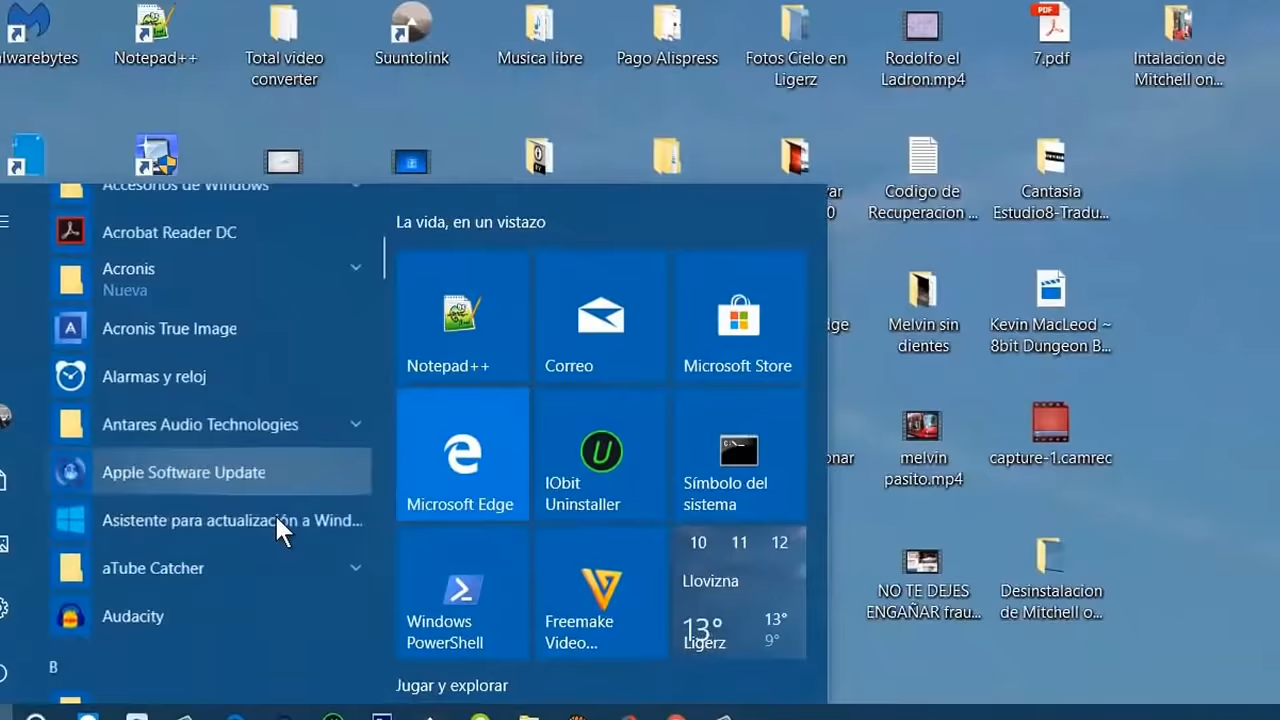 lwarebytes
Notepad++
Total video
converter
Suuntolink
Musica libre
Pago Alispress
Fotos Cielo en
Ligerz
Rodolfo el
Ladron.mp4
PDF
7.pdf
Intalacion de
Mitchell on...
Codigo de
Recuperacion ...
Cantasia
Estudio8-Tradu...
Melvin sin
dientes
Kevin MacLeod ~
8bit Dungeon B...
melvin
pasito.mp4
capture-1.camrec
NO TE DEJES
ENGAÑAR frau...
Desinstalacion
de Mitchell o...
Accesorios de Windows
Acrobat Reader DC
Acronis
Nueva
Acronis True Image
Alarmas y reloj
Antares Audio Technologies
Apple Software Update
Asistente para actualización a Wind...
aTube Catcher
Audacity
B
La vida, en un vistazo
Notepad++
Correo
Microsoft Store
Microsoft Edge
IObit
Uninstaller
Símbolo del
sistema
Windows
PowerShell
Freemake
Video...
10 11 12
Llovizna
13° 13°
9°
Ligerz
Jugar y explorar